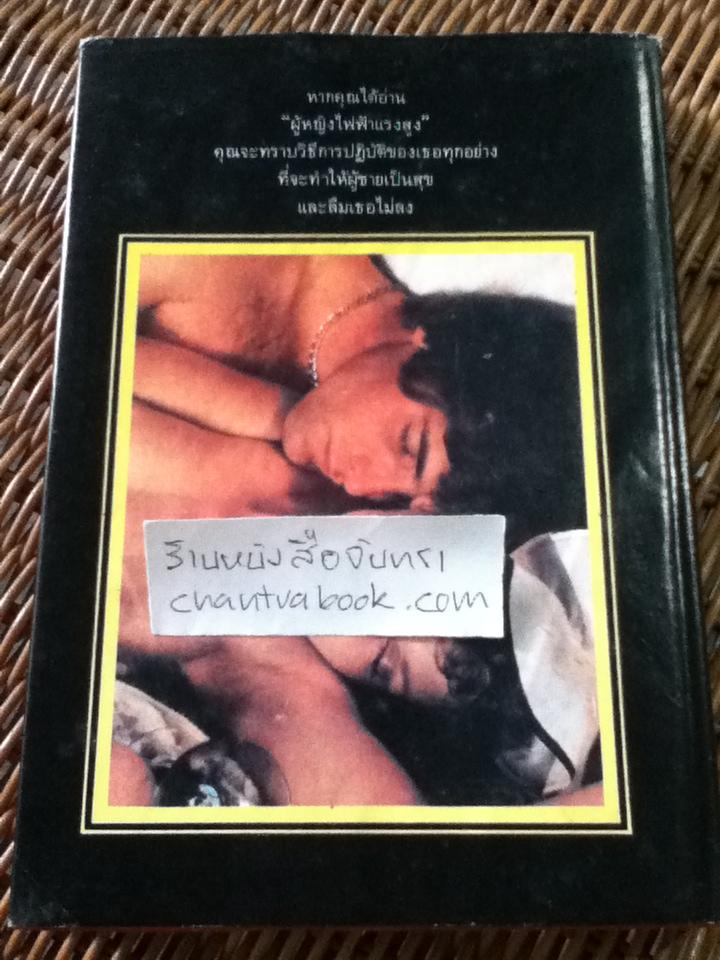 หากคุณได้อ่าน
"ผู้หญิงไฟฟ้าแรงสูง"
คุณจะทราบวิธีการปฏิบัติของเธอทุกอย่าง
ที่จะทำให้ผู้ชายเป็นสุข
และลืมเธอไม่ลง
ร้านหนังสือจันทรา
chantrabook.com